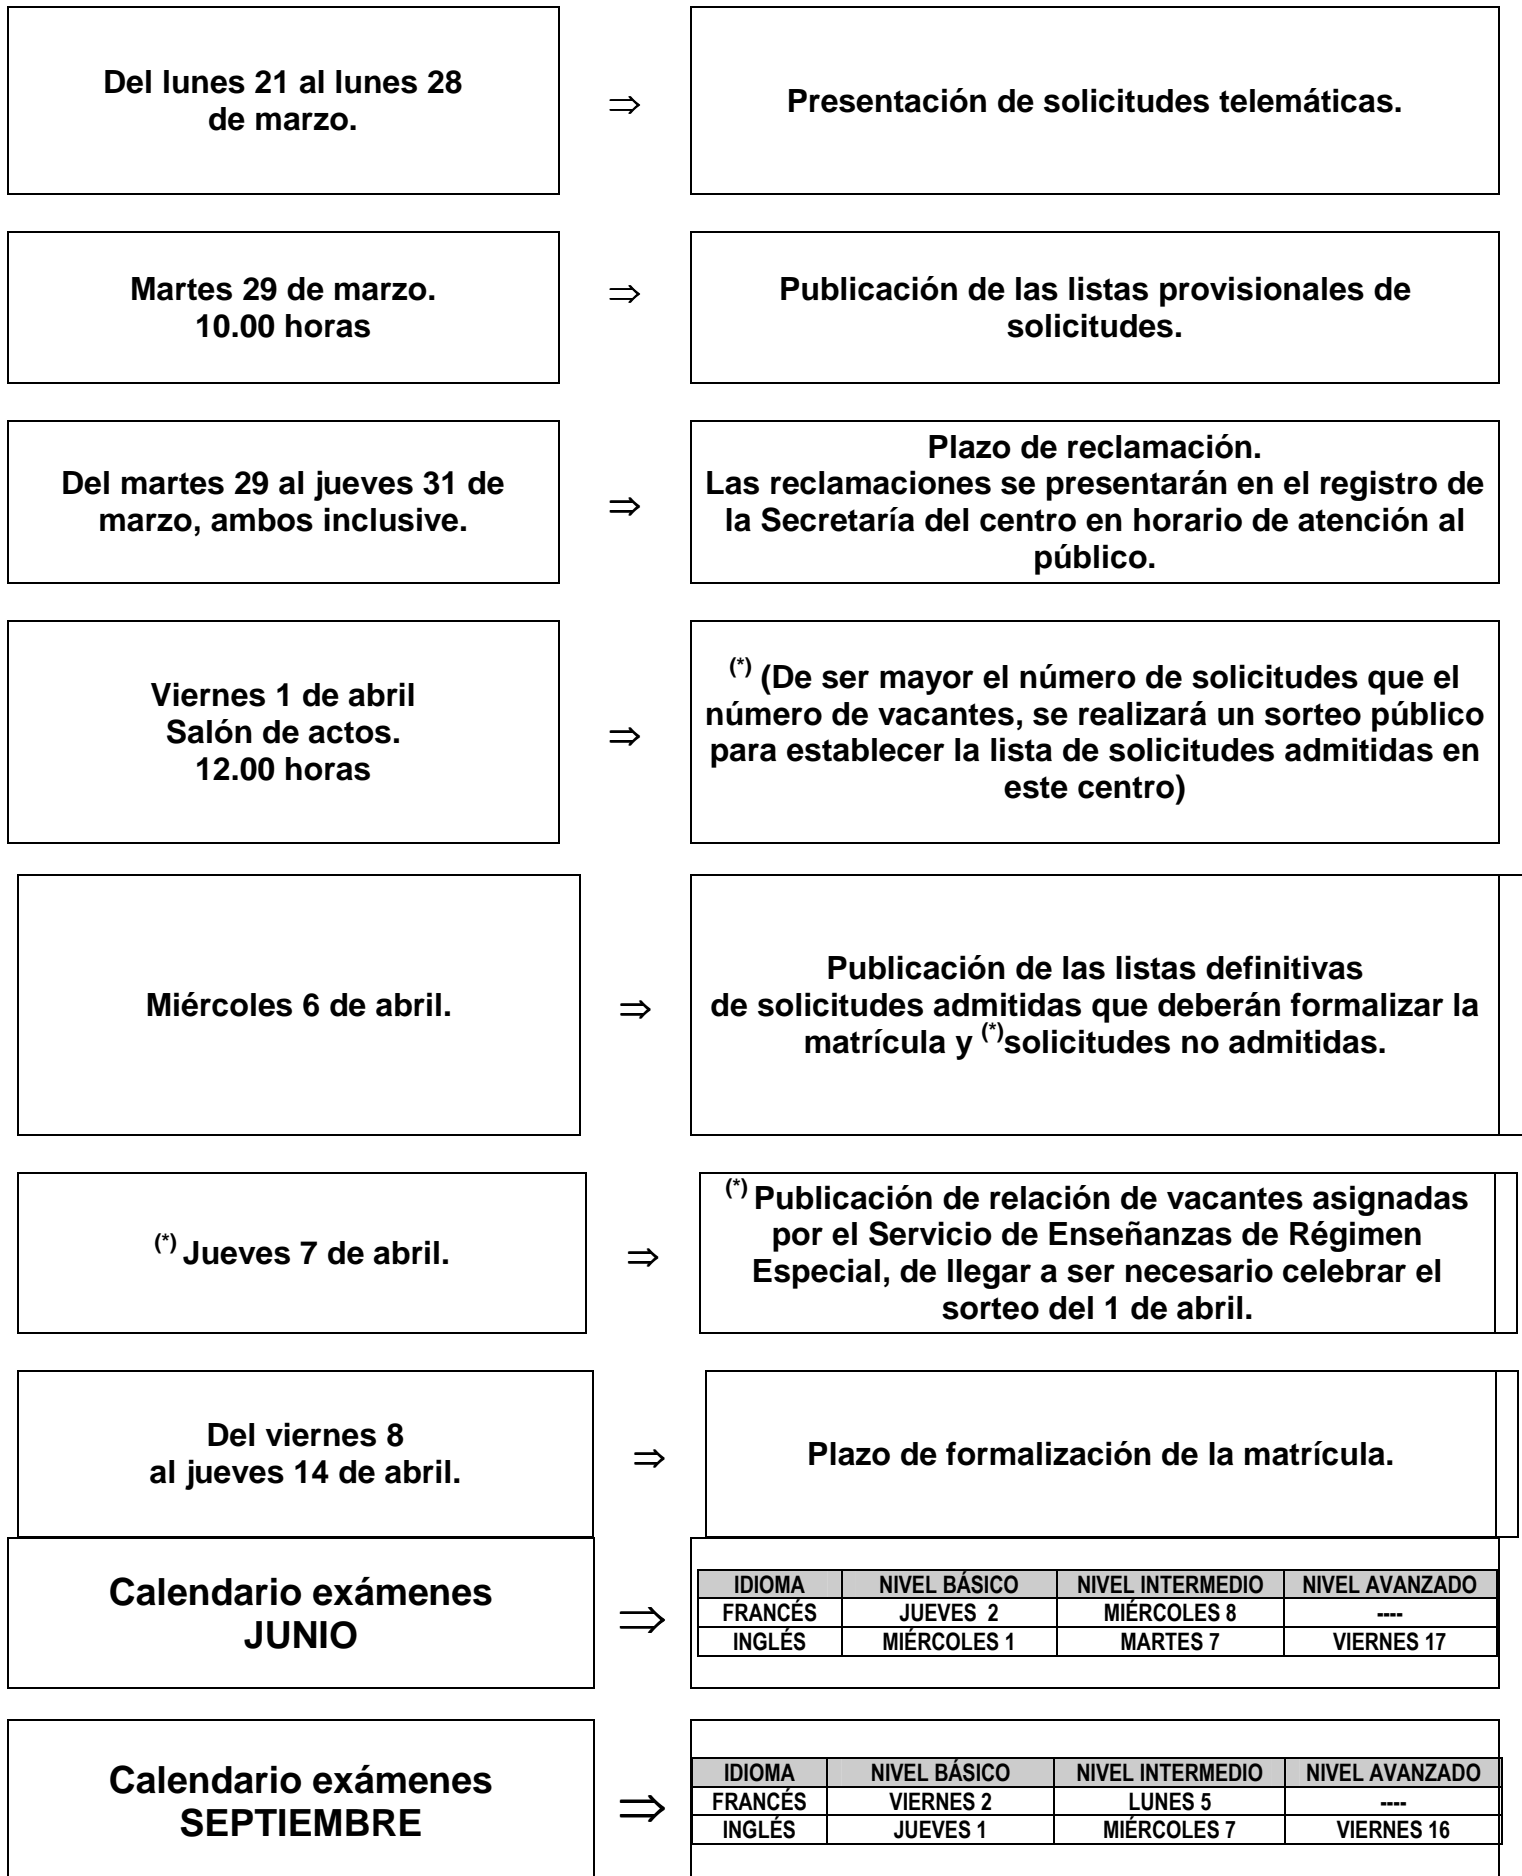 Del lunes 21 al lunes 28
de marzo.
⇒
Presentación de solicitudes telemáticas.
Martes 29 de marzo.
10.00 horas
⇒
Publicación de las listas provisionales de
solicitudes.
Del martes 29 al jueves 31 de
marzo, ambos inclusive.
⇒
Plazo de reclamación.
Las reclamaciones se presentarán en el registro de
la Secretaría del centro en horario de atención al
público.
Viernes 1 de abril
Salón de actos.
12.00 horas
⇒
(*) (De ser mayor el número de solicitudes que el
número de vacantes, se realizará un sorteo público
para establecer la lista de solicitudes admitidas en
este centro)
Miércoles 6 de abril.
⇒
Publicación de las listas definitivas
de solicitudes admitidas que deberán formalizar la
matrícula y (*)solicitudes no admitidas.
(*) Jueves 7 de abril.
⇒
(*) Publicación de relación de vacantes asignadas
por el Servicio de Enseñanzas de Régimen
Especial, de llegar a ser necesario celebrar el
sorteo del 1 de abril.
Del viernes 8
al jueves 14 de abril.
⇒
Plazo de formalización de la matrícula.
Calendario exámenes
JUNIO
⇒
IDIOMA NIVEL BÁSICO NIVEL INTERMEDIO NIVEL AVANZADO
FRANCÉS JUEVES 2 MIÉRCOLES 8 ----
INGLÉS MIÉRCOLES 1 MARTES 7 VIERNES 17
Calendario exámenes
SEPTIEMBRE
⇒
IDIOMA NIVEL BÁSICO NIVEL INTERMEDIO NIVEL AVANZADO
FRANCÉS VIERNES 2 LUNES 5 ----
INGLÉS JUEVES 1 MIÉRCOLES 7 VIERNES 16